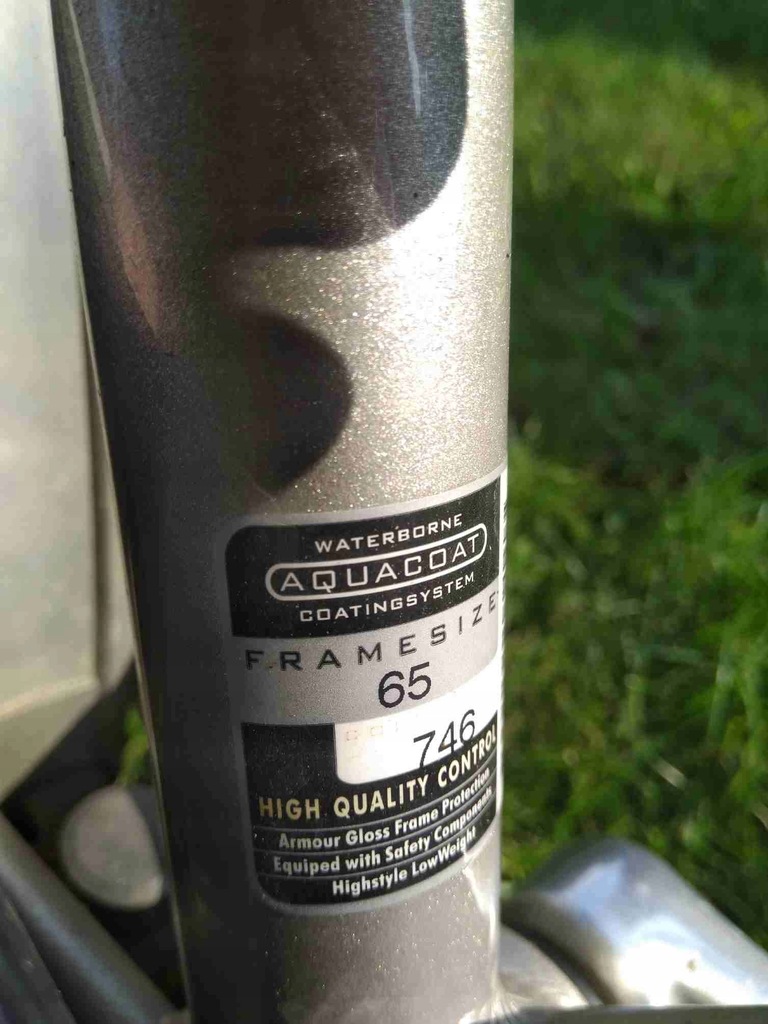 WATERBORNE
AQUACOAT
COATINGSYSTEM
FRAMESIZE
65
746
HIGH QUALITY CONTROL
Armour Gloss Frame Protection
Equiped with Safety Components
Highstyle LowWeight